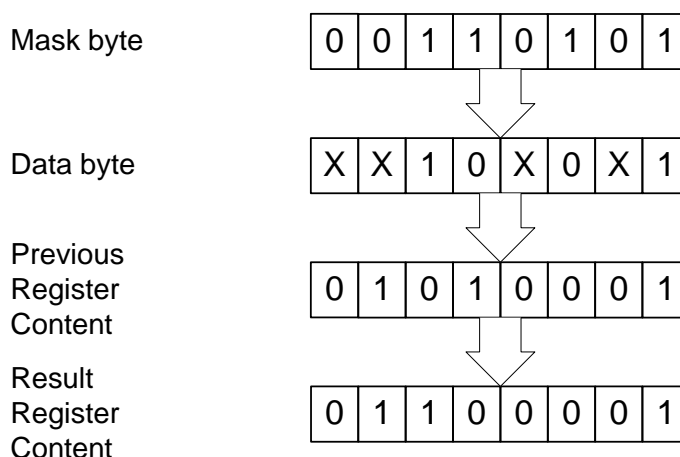 Mask byte 0 0 1 1 0 1 0 1
Data byte X X 1 0 X 0 X 1
Previous
Register 0 1 0 1 0 0 0 1
Content
Result
Register 0 1 1 0 0 0 0 1
Content